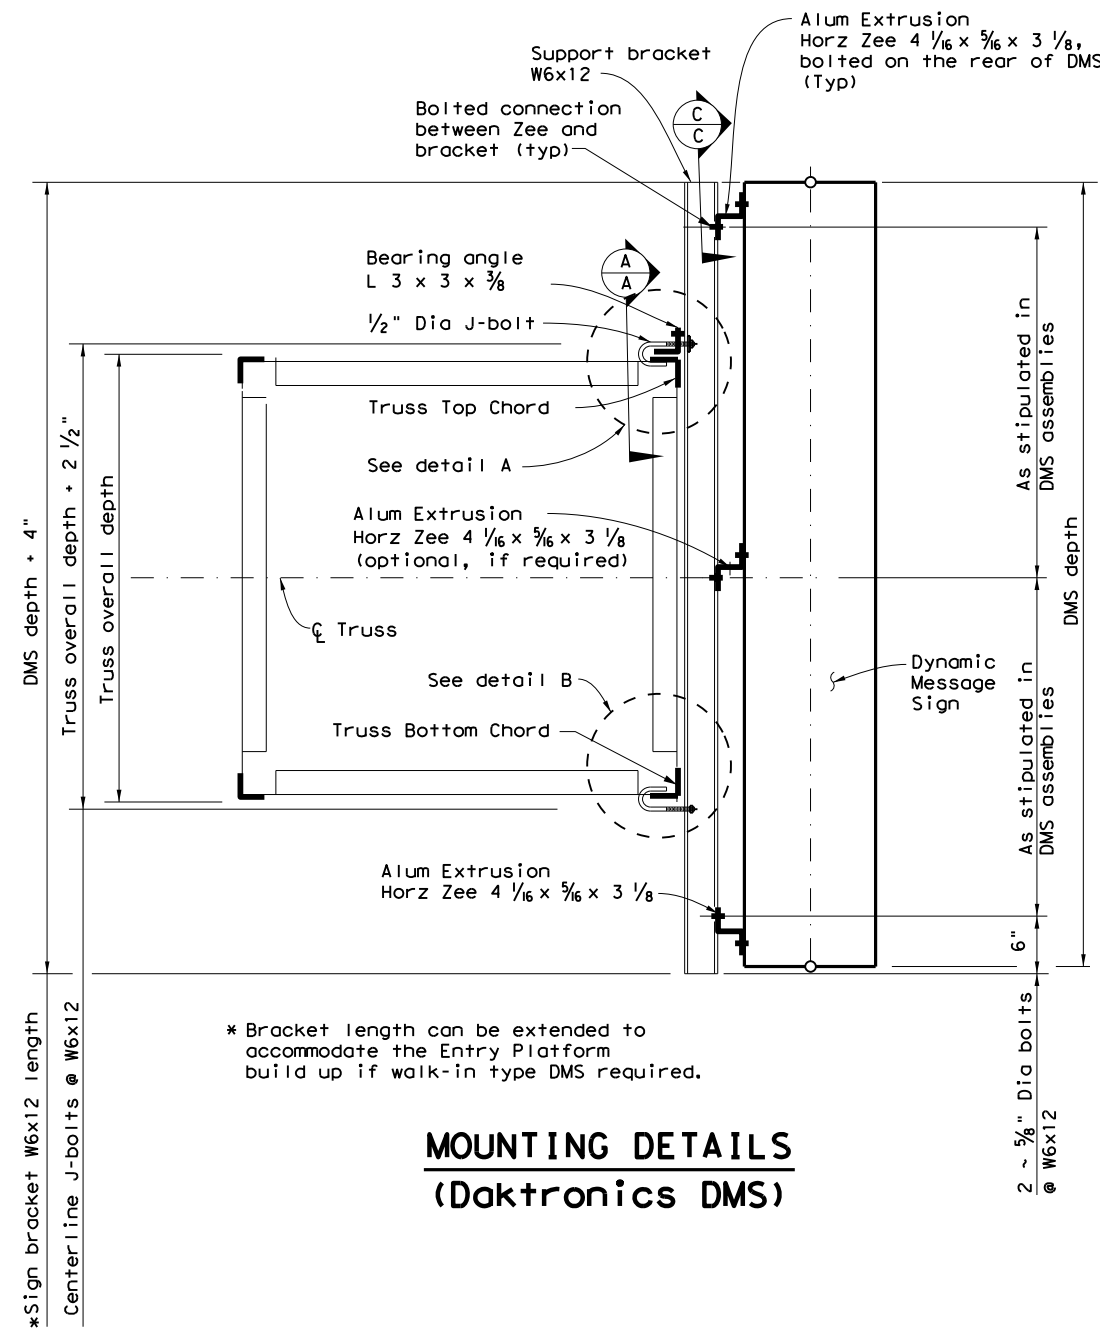 Alum Extrusion
Horz Zee 4 1/16 x 5/16 x 3 1/8,
bolted on the rear of DMS
(Typ)
Support bracket
W6x12
Bolted connection
between Zee and
bracket (typ)
C
C
Bearing angle
L 3 x 3 x 3/8
A
A
1/2" Dia J-bolt
Truss Top Chord
See detail A
Alum Extrusion
Horz Zee 4 1/16 x 5/16 x 3 1/8
(optional, if required)
℄ Truss
See detail B
Truss Bottom Chord
Alum Extrusion
Horz Zee 4 1/16 x 5/16 x 3 1/8
Dynamic
Message
Sign
DMS depth + 4"
Truss overall depth + 2 1/2"
Truss overall depth
As stipulated in
DMS assemblies
DMS depth
As stipulated in
DMS assemblies
6"
*Sign bracket W6x12 length
Centerline J-bolts @ W6x12
2 ~ 5/8" Dia bolts
@ W6x12
* Bracket length can be extended to
accommodate the Entry Platform
build up if walk-in type DMS required.
MOUNTING DETAILS
(Daktronics DMS)